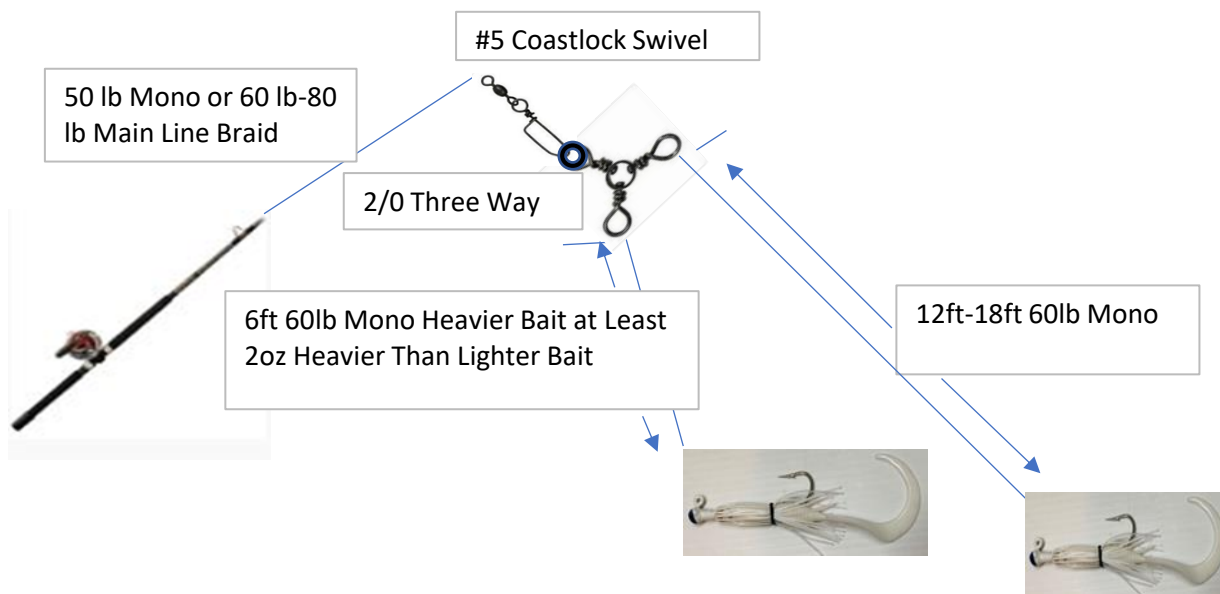 #5 Coastlock Swivel
50 lb Mono or 60 lb-80
lb Main Line Braid
2/0 Three Way
6ft 60lb Mono Heavier Bait at Least
2oz Heavier Than Lighter Bait
12ft-18ft 60lb Mono